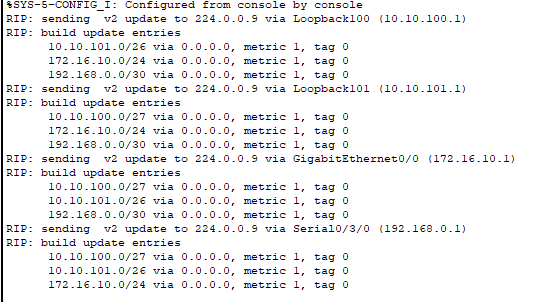 %SYS-5-CONFIG_I: Configured from console by console
RIP: sending  v2 update to 224.0.0.9 via Loopback100 (10.10.100.1)
RIP: build update entries
      10.10.101.0/26 via 0.0.0.0, metric 1, tag 0
      172.16.10.0/24 via 0.0.0.0, metric 1, tag 0
      192.168.0.0/30 via 0.0.0.0, metric 1, tag 0
RIP: sending  v2 update to 224.0.0.9 via Loopback101 (10.10.101.1)
RIP: build update entries
      10.10.100.0/27 via 0.0.0.0, metric 1, tag 0
      172.16.10.0/24 via 0.0.0.0, metric 1, tag 0
      192.168.0.0/30 via 0.0.0.0, metric 1, tag 0
RIP: sending  v2 update to 224.0.0.9 via GigabitEthernet0/0 (172.16.10.1)
RIP: build update entries
      10.10.100.0/27 via 0.0.0.0, metric 1, tag 0
      10.10.101.0/26 via 0.0.0.0, metric 1, tag 0
      192.168.0.0/30 via 0.0.0.0, metric 1, tag 0
RIP: sending  v2 update to 224.0.0.9 via Serial0/3/0 (192.168.0.1)
RIP: build update entries
      10.10.100.0/27 via 0.0.0.0, metric 1, tag 0
      10.10.101.0/26 via 0.0.0.0, metric 1, tag 0
      172.16.10.0/24 via 0.0.0.0, metric 1, tag 0